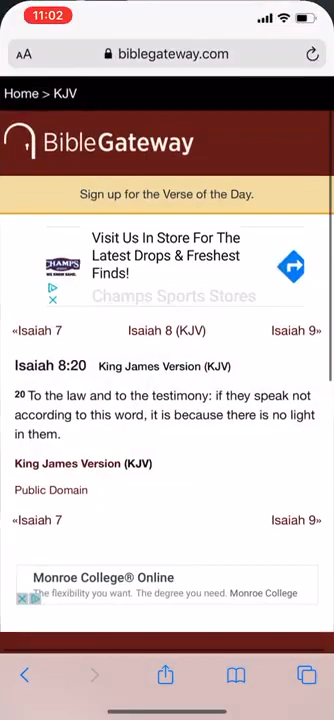 11:02
AA biblegateway.com
Home > KJV
BibleGateway
Sign up for the Verse of the Day.
Visit Us In Store For The
Latest Drops & Freshest
Finds!
CHAMPS
Champs Sports Stores
«Isaiah 7 Isaiah 8 (KJV) Isaiah 9»
Isaiah 8:20 King James Version (KJV)
20 To the law and to the testimony: if they speak not
according to this word, it is because there is no light
in them.
King James Version (KJV)
Public Domain
«Isaiah 7 Isaiah 9»
Monroe College® Online
The flexibility you want. The degree you need. Monroe College